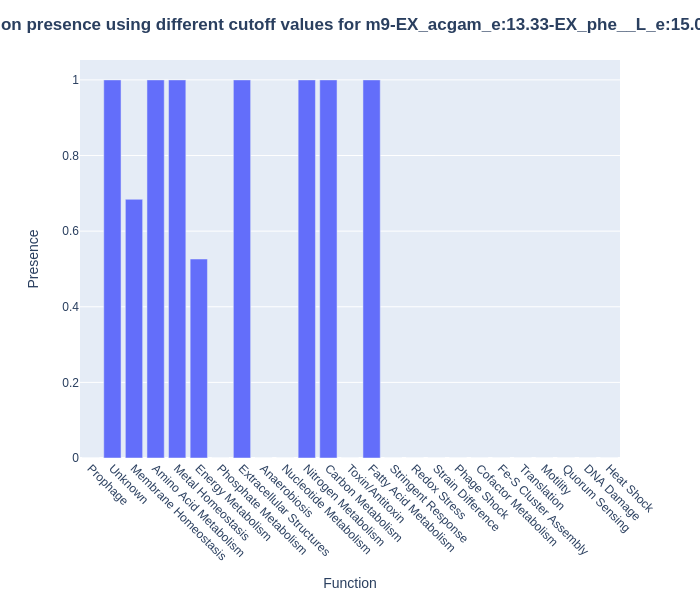 on presence using different cutoff values for m9-EX_acgam_e:13.33-EX_phe__L_e:15.0
1
0.8
0.6
0.4
0.2
0
Presence
Prophage
Unknown
Membrane Homeostasis
Amino Acid Metabolism
Metal Homeostasis
Energy Metabolism
Phosphate Metabolism
Extracellular Structures
Anaerobiosis
Nucleotide Metabolism
Nitrogen Metabolism
Carbon Metabolism
Toxin/Antitoxin
Fatty Acid Metabolism
Stringent Response
Redox Stress
Strain Difference
Phage Shock
Cofactor Metabolism
Fe-S Cluster Assembly
Translation
Motility
Quorum Sensing
DNA Damage
Heat Shock
Function